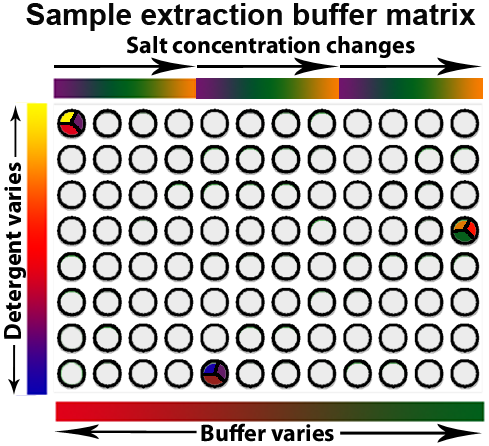 Sample extraction buffer matrix
Salt concentration changes
Detergent varies
Buffer varies